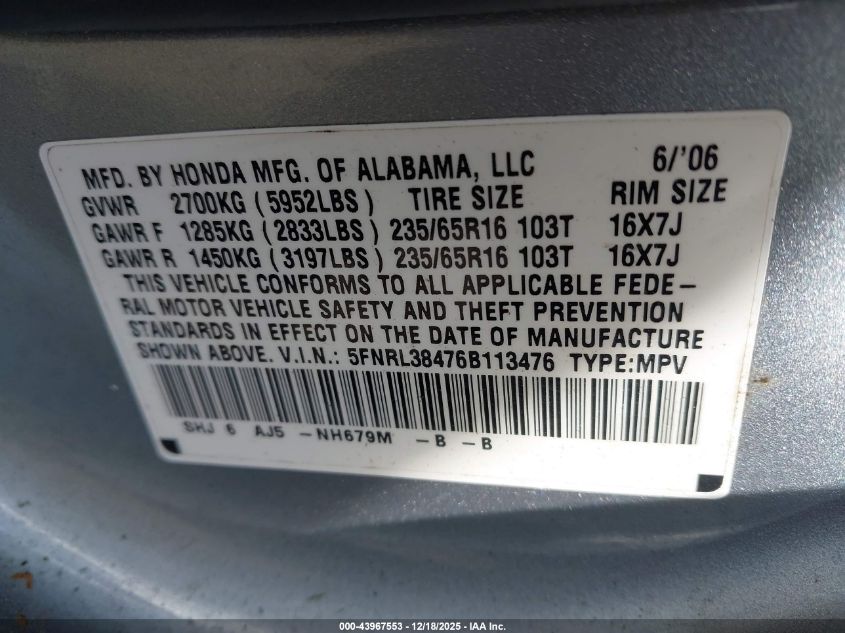 MFD. BY HONDA MFG. OF ALABAMA, LLC 6/'06
GVWR 2700KG (5952LBS) TIRE SIZE RIM SIZE
GAWR F 1285KG (2833LBS) 235/65R16 103T 16X7J
GAWR R 1450KG (3197LBS) 235/65R16 103T 16X7J
THIS VEHICLE CONFORMS TO ALL APPLICABLE FEDE-
RAL MOTOR VEHICLE SAFETY AND THEFT PREVENTION
STANDARDS IN EFFECT ON THE DATE OF MANUFACTURE
SHOWN ABOVE. V.I.N.: 5FNRL38476B113476 TYPE:MPV
SHJ 6 AJ5 -NH679M -B -B
000-43967553 | 12/18/2025 - IAA Inc.